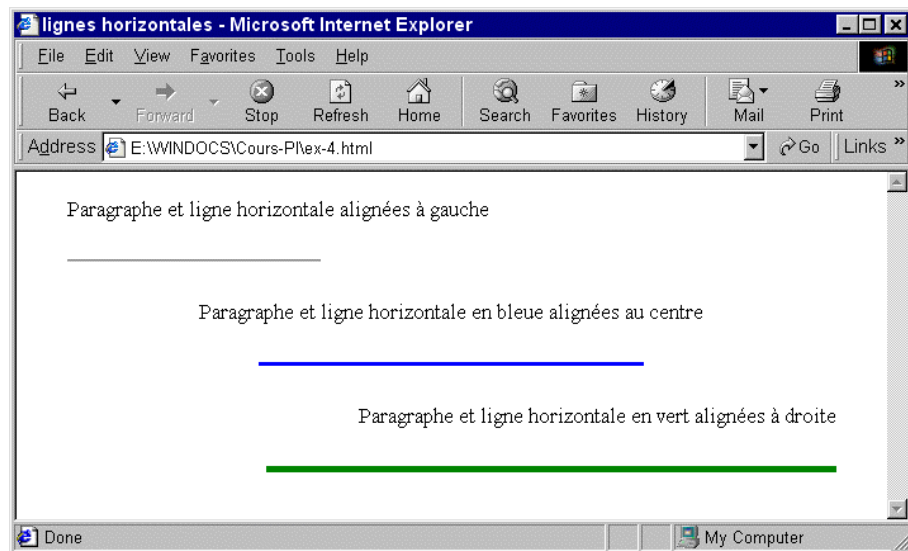 lignes horizontales - Microsoft Internet Explorer
File Edit View Favorites Tools Help
Back Forward Stop Refresh Home Search Favorites History Mail Print »
Address E:\WINDOCS\Cours-PI\ex-4.html Go Links »
Paragraphe et ligne horizontale alignées à gauche
Paragraphe et ligne horizontale en bleue alignées au centre
Paragraphe et ligne horizontale en vert alignées à droite
Done My Computer